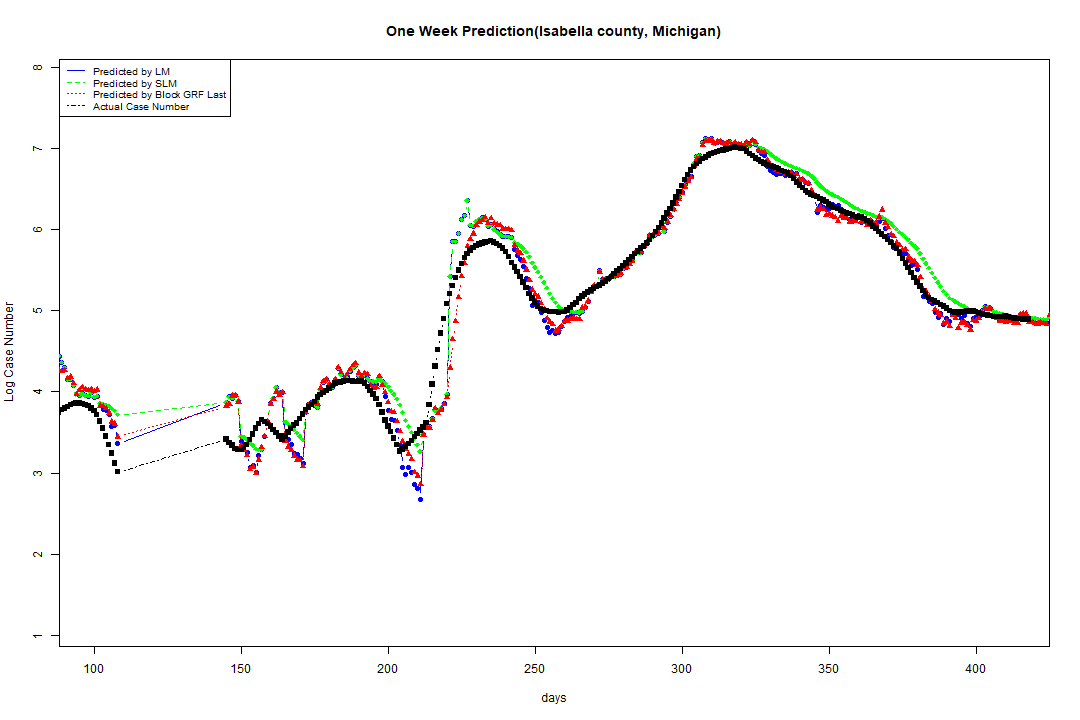 One Week Prediction(Isabella county, Michigan)
Predicted by LM
Predicted by SLM
Predicted by Block GRF Last
Actual Case Number
8
7
6
5
4
3
2
1
Log Case Number
100 150 200 250 300 350 400
days